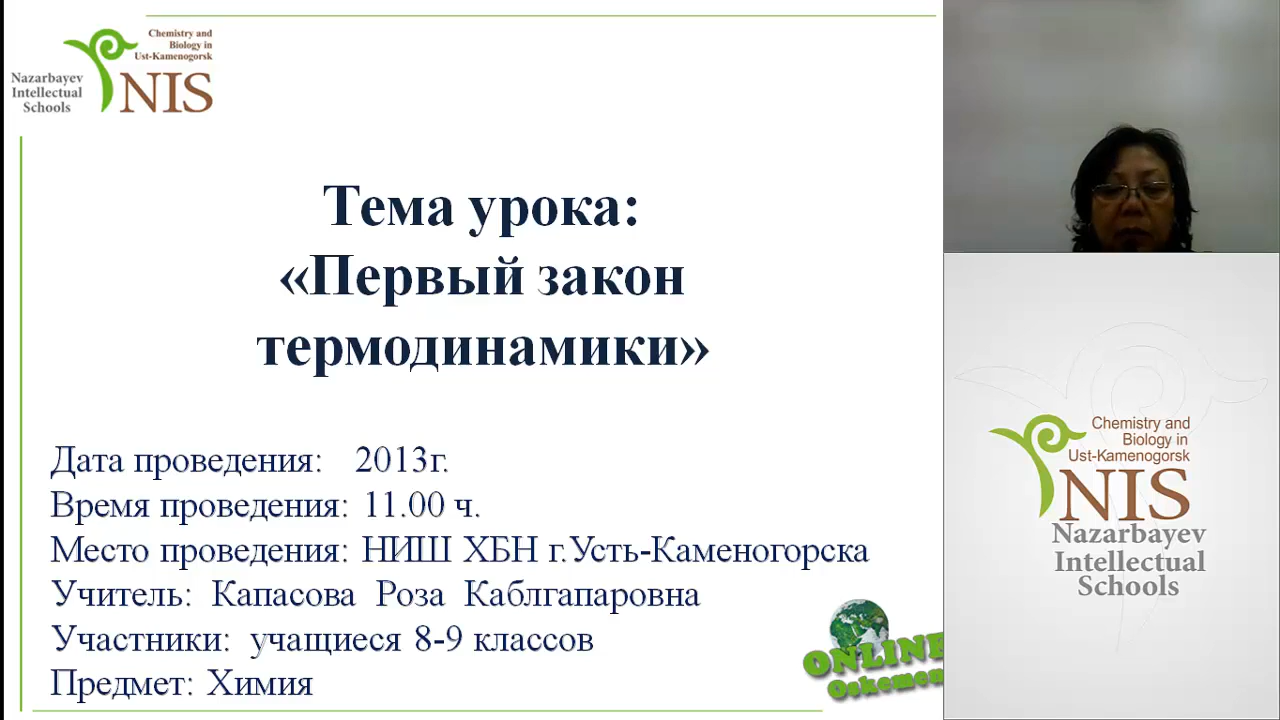 Chemistry and
Biology in
Ust-Kamenogorsk
Nazarbayev
Intellectual
Schools
NIS
Тема урока:
«Первый закон
термодинамики»
Дата проведения: 2013г.
Время проведения: 11.00 ч.
Место проведения: НИШ ХБН г.Усть-Каменогорска
Учитель: Капасова Роза Каблгапаровна
Участники: учащиеся 8-9 классов
Предмет: Химия
ONLINE
Oskemen
Chemistry and
Biology in
Ust-Kamenogorsk
NIS
Nazarbayev
Intellectual
Schools